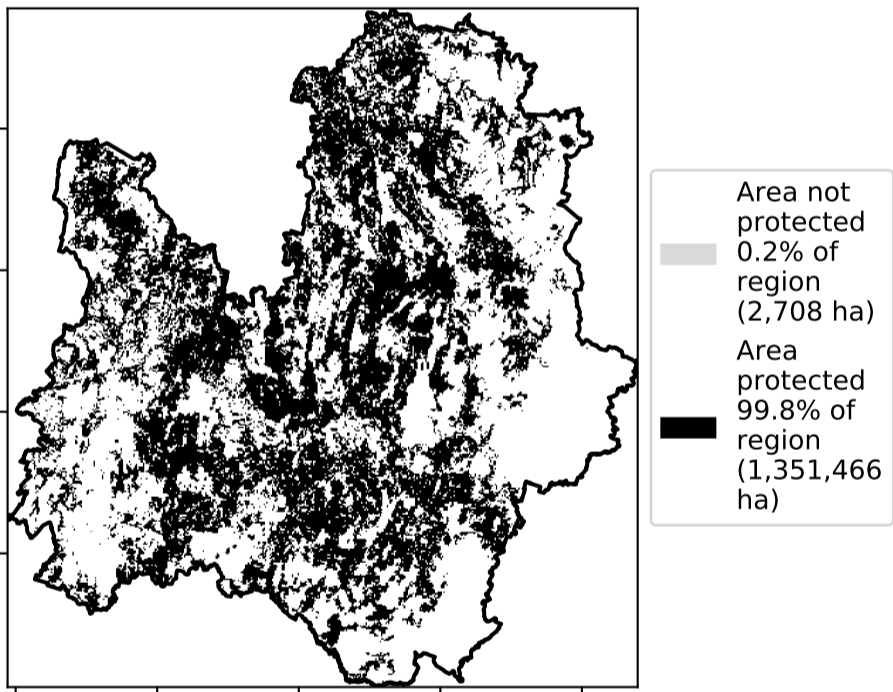 Area not
protected
0.2% of
region
(2,708 ha)
Area
protected
99.8% of
region
(1,351,466
ha)